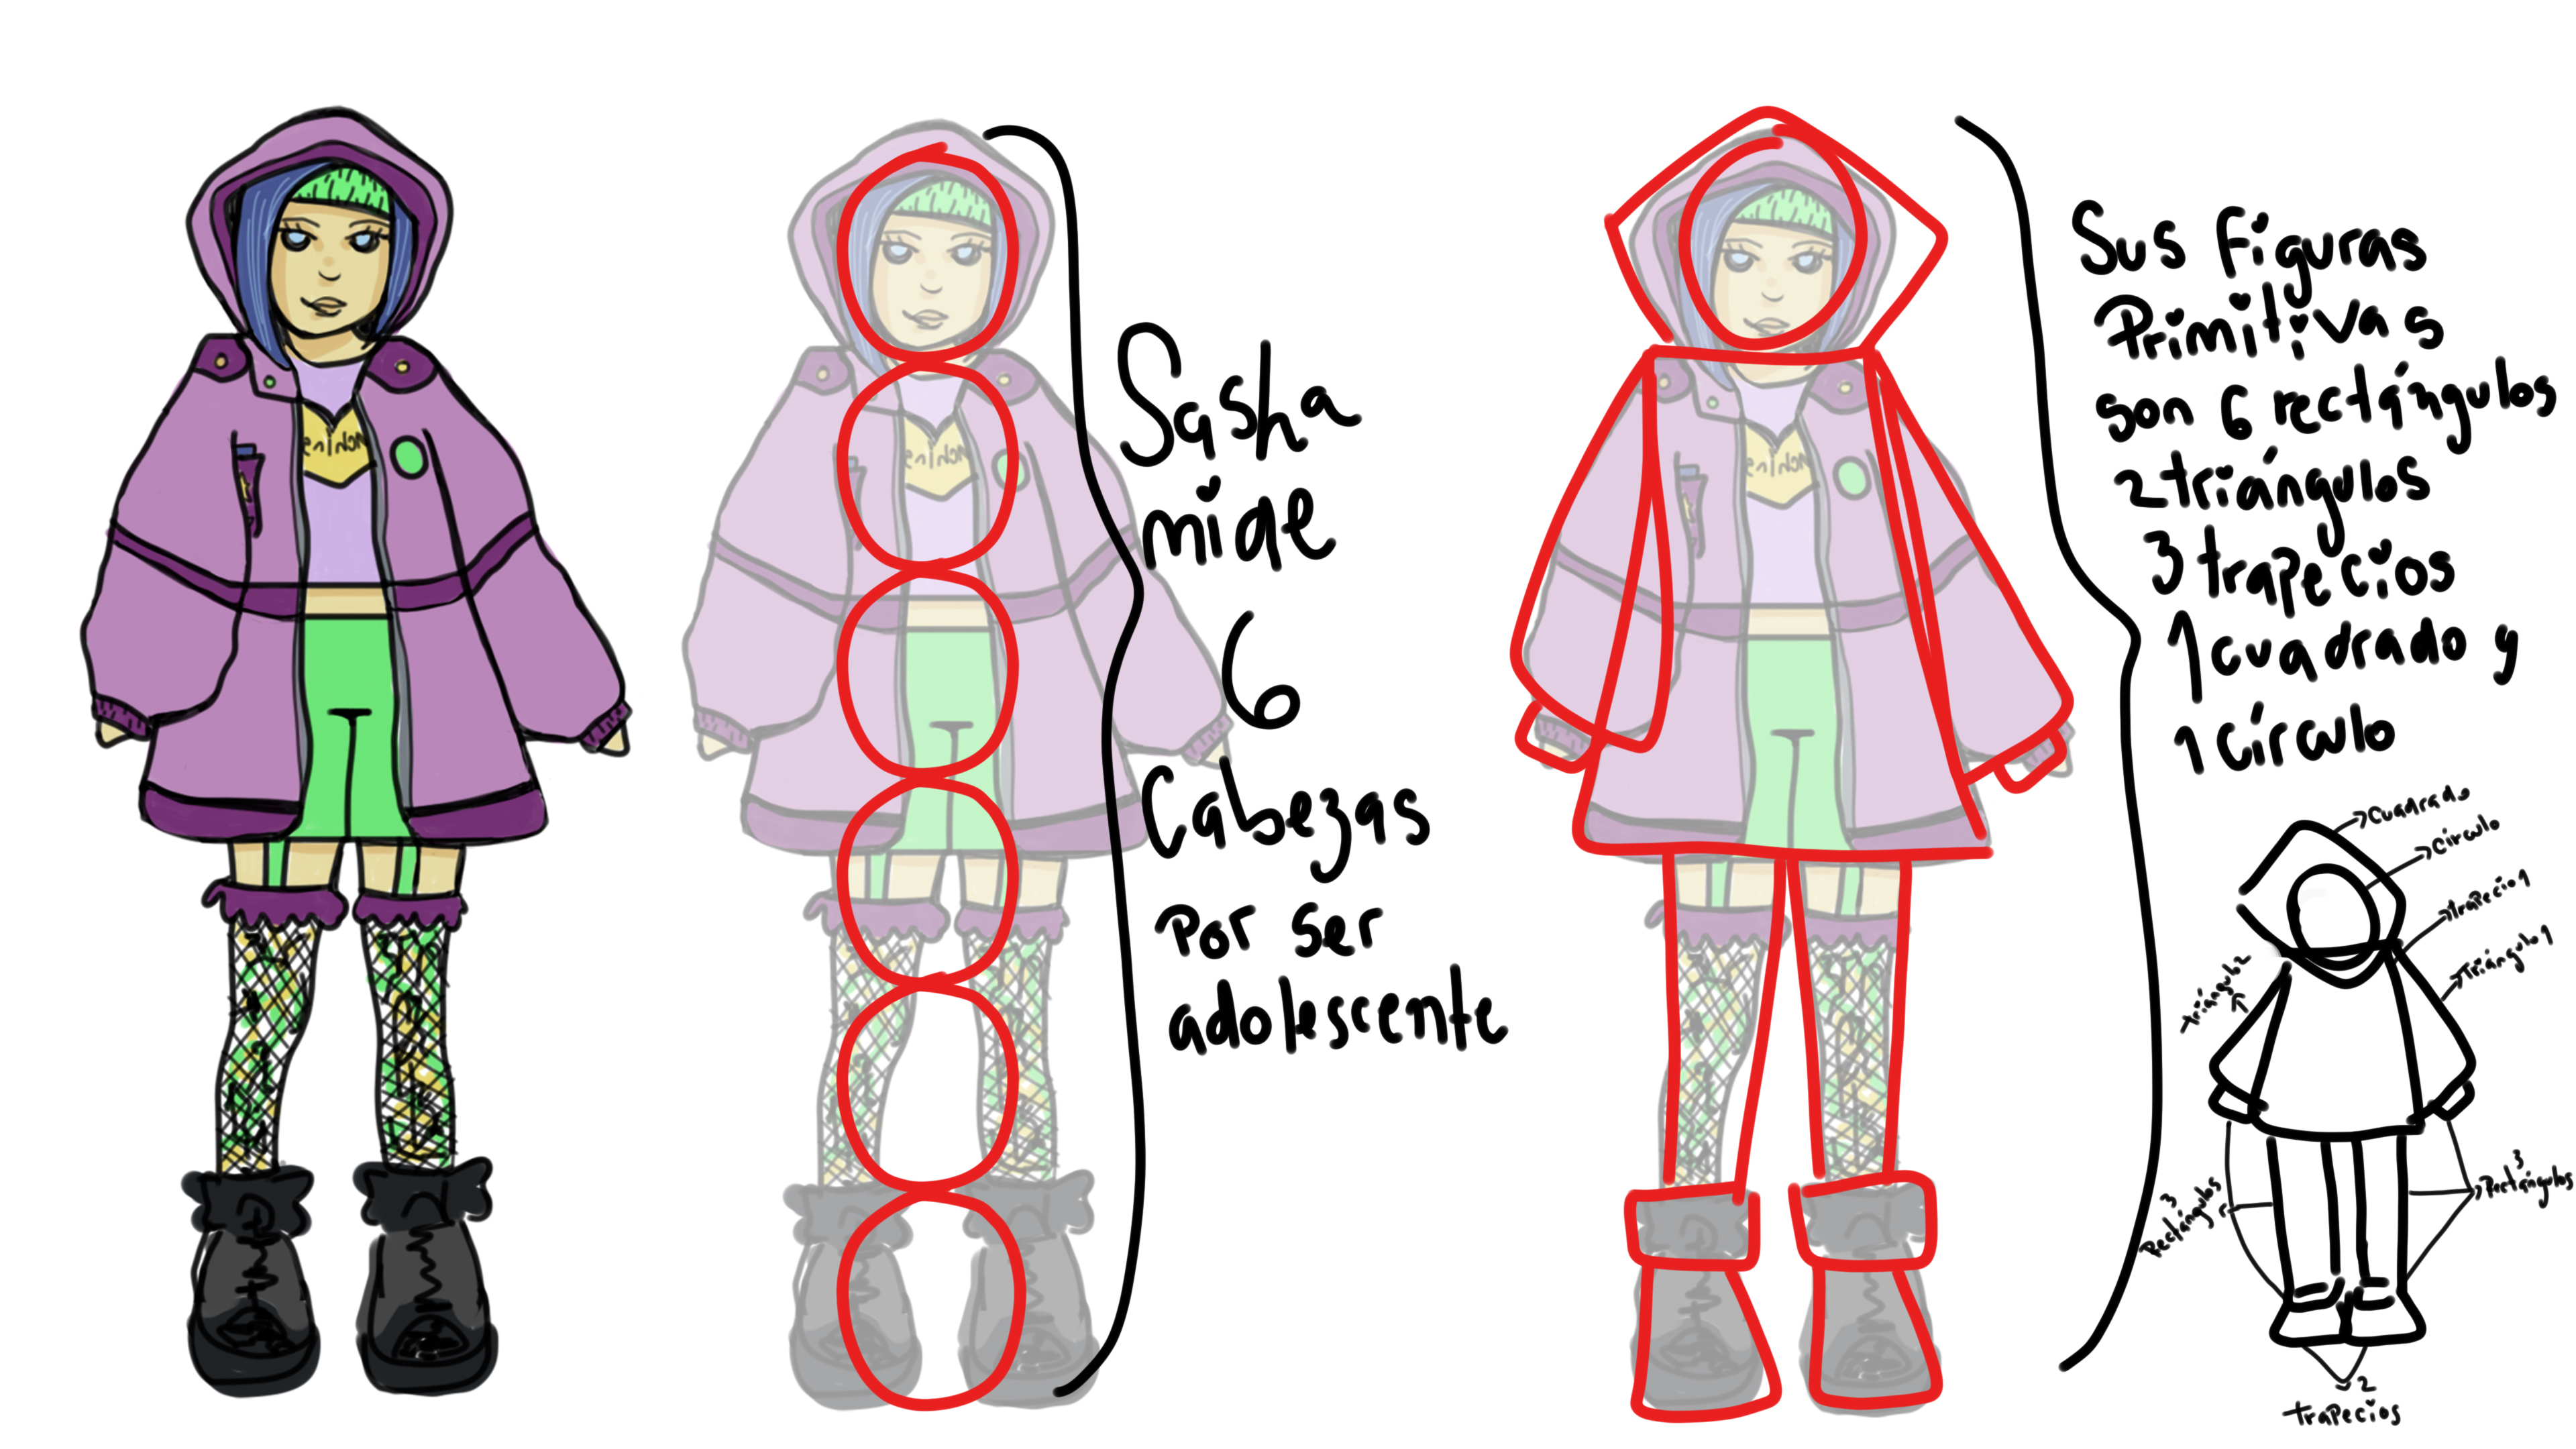 Sasha
mide
6
Cabezas
Por ser
adolescente
Sus Figuras
Primitivas
son 6 rectángulos
2 triángulos
3 trapecios
1 cuadrado y
1 círculo
Cuadrado
Círculo
trapecio 1
Triángulo 1
triángulo 2
3
Rectángulos
3
Rectángulos
2
trapecios